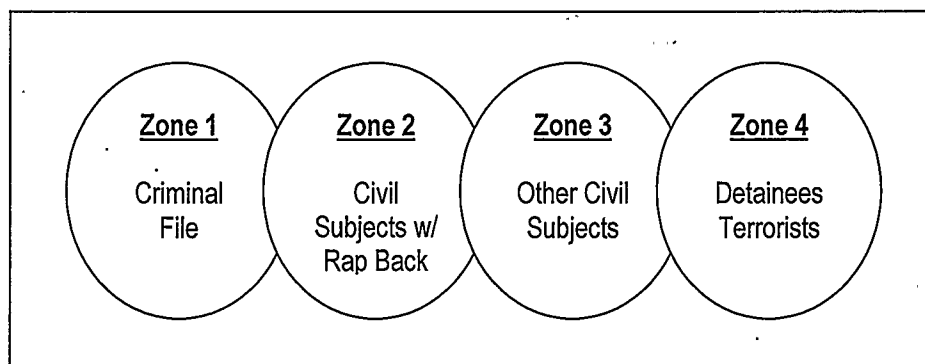 Zone 1
Criminal
File
Zone 2
Civil
Subjects w/
Rap Back
Zone 3
Other Civil
Subjects
Zone 4
Detainees
Terrorists